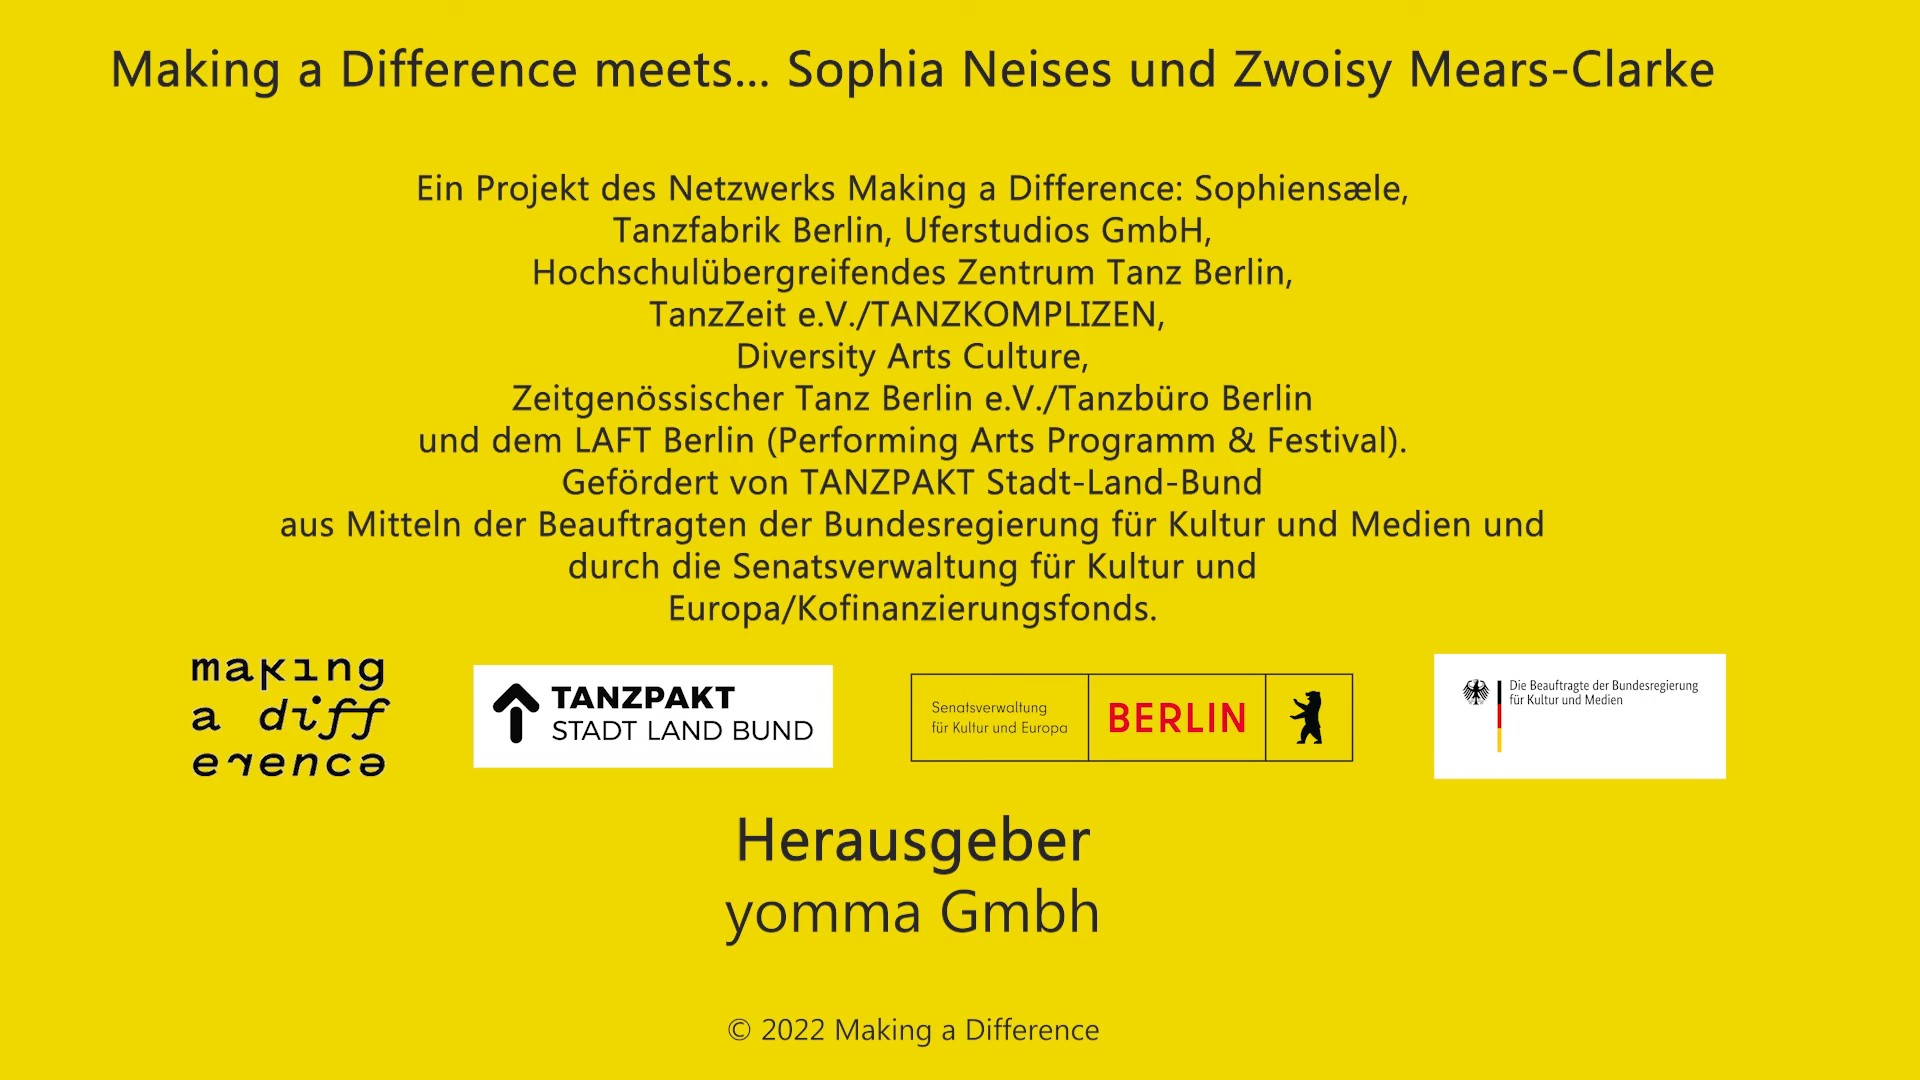 Making a Difference meets... Sophia Neises und Zwoisy Mears-Clarke
Ein Projekt des Netzwerks Making a Difference: Sophiensæle,
Tanzfabrik Berlin, Uferstudios GmbH,
Hochschulübergreifendes Zentrum Tanz Berlin,
TanzZeit e.V./TANZKOMPLIZEN,
Diversity Arts Culture,
Zeitgenössischer Tanz Berlin e.V./Tanzbüro Berlin
und dem LAFT Berlin (Performing Arts Programm & Festival).
Gefördert von TANZPAKT Stadt-Land-Bund
aus Mitteln der Beauftragten der Bundesregierung für Kultur und Medien und
durch die Senatsverwaltung für Kultur und
Europa/Kofinanzierungsfonds.
making
a diff
erence
TANZPAKT
STADT LAND BUND
Senatsverwaltung
für Kultur und Europa
BERLIN
Die Beauftragte der Bundesregierung
für Kultur und Medien
Herausgeber
yomma Gmbh
© 2022 Making a Difference